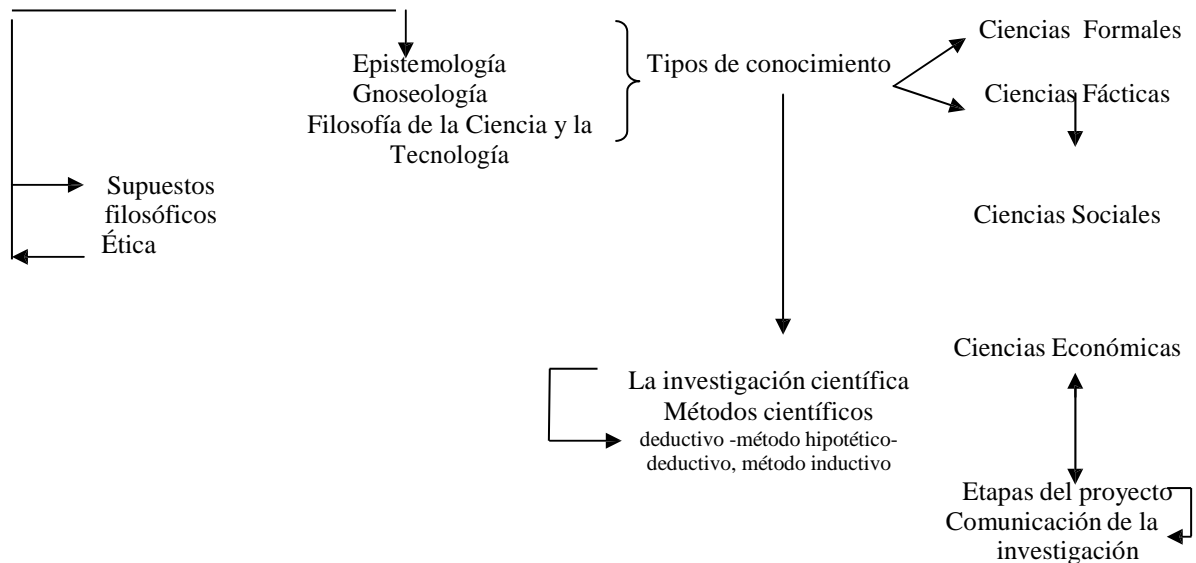 Ciencias Formales
Epistemología
Gnoseología
Filosofía de la Ciencia y la
Tecnología
Tipos de conocimiento
Ciencias Fácticas
Supuestos
filosóficos
Ética
Ciencias Sociales
Ciencias Económicas
La investigación científica
Métodos científicos
deductivo -método hipotético-
deductivo, método inductivo
Etapas del proyecto
Comunicación de la
investigación